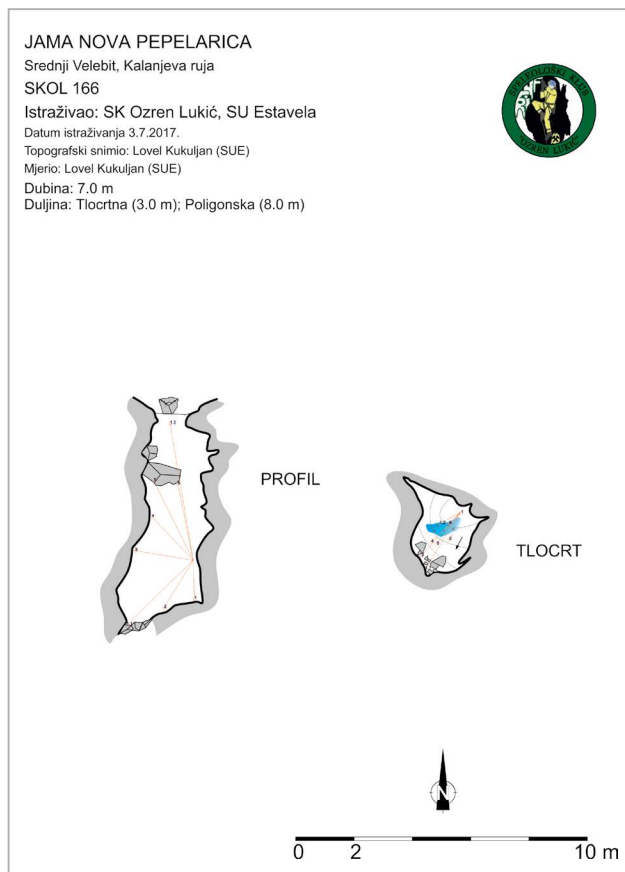 JAMA NOVA PEPELARICA
Srednji Velebit, Kalanjeva ruja
SKOL 166
Istraživao: SK Ozren Lukić, SU Estavela
Datum istraživanja 3.7.2017.
Topografski snimio: Lovel Kukuljan (SUE)
Mjerio: Lovel Kukuljan (SUE)
Dubina: 7.0 m
Duljina: Tlocrtna (3.0 m); Poligonska (8.0 m)
SPELEOLOŠKI KLUB
"OZREN LUKIĆ"
PROFIL
TLOCRT
N
0 2 10 m